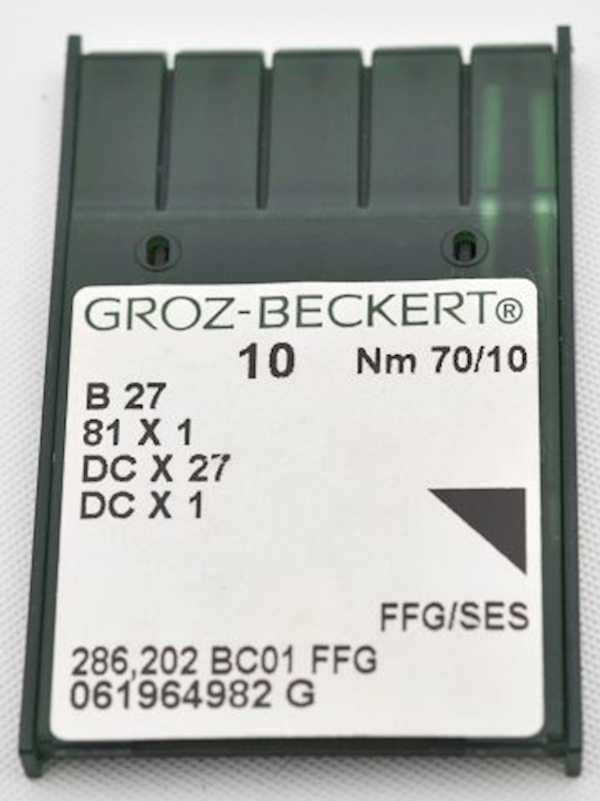 GROZ-BECKERT®
10 Nm 70/10
B 27
81 X 1
DC X 27
DC X 1
FFG/SES
286,202 BC01 FFG
061964982 G